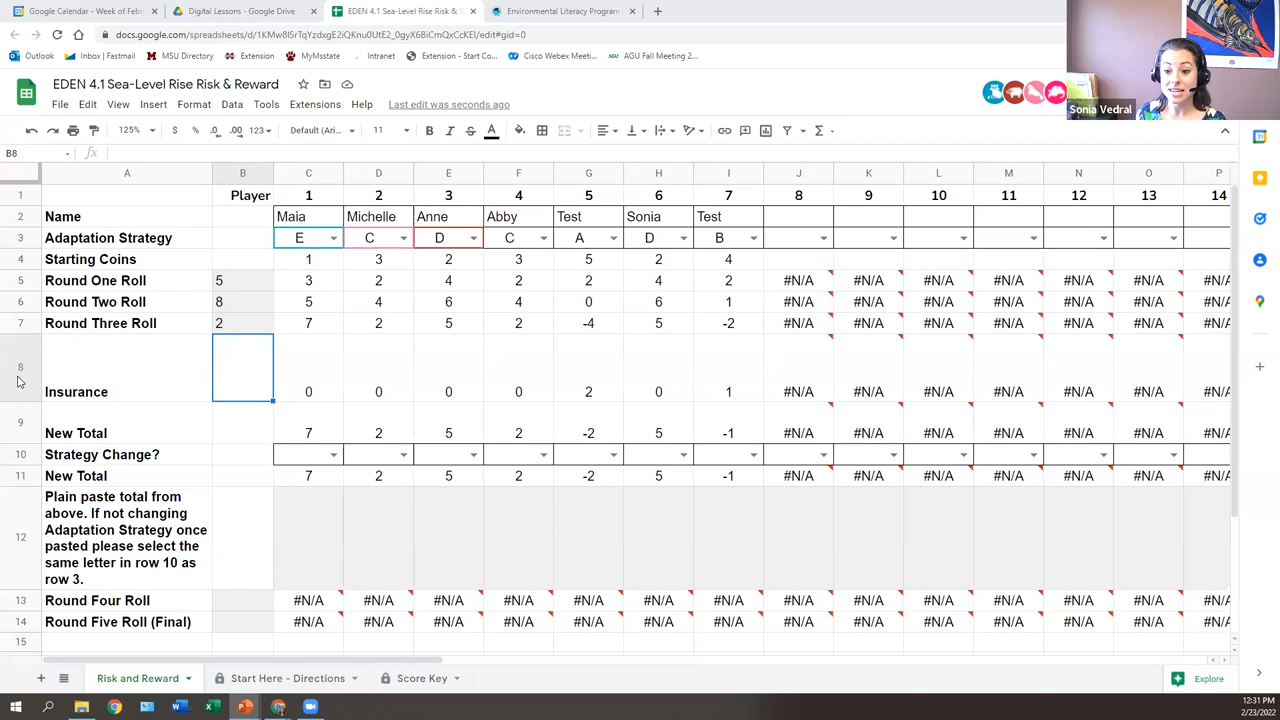 Google Calendar - Week of Feb
Digital Lessons - Google Drive
EDEN 4.1 Sea-Level Rise Risk &
Environmental Literacy Program
docs.google.com/spreadsheets/d/1KMw8lSrTqYzdxgE2iQKnu0UtE2_0gyX6BiCmQxCcKEI/edit#gid=0
Outlook
Inbox | Fastmail
MSU Directory
Extension
MyMsstate
Intranet
Extension - Start Co...
Cisco Webex Meeti...
AGU Fall Meeting 2...
EDEN 4.1 Sea-Level Rise Risk & Reward
File Edit View Insert Format Data Tools Extensions Help Last edit was seconds ago
Sonia Vedral
125% $ % .0 .00 123 Default (Ar... 11 B I S A
B8 fx
A B C D E F G H I J K L M N O P
1 Player 1 2 3 4 5 6 7 8 9 10 11 12 13 14
2 Name Maia Michelle Anne Abby Test Sonia Test
3 Adaptation Strategy E C D C A D B
4 Starting Coins 1 3 2 3 5 2 4
5 Round One Roll 5 3 2 4 2 2 4 2 #N/A #N/A #N/A #N/A #N/A #N/A #N/A
6 Round Two Roll 8 5 4 6 4 0 6 1 #N/A #N/A #N/A #N/A #N/A #N/A #N/A
7 Round Three Roll 2 7 2 5 2 -4 5 -2 #N/A #N/A #N/A #N/A #N/A #N/A #N/A
8 Insurance 0 0 0 0 2 0 1 #N/A #N/A #N/A #N/A #N/A #N/A #N/A
9 New Total 7 2 5 2 -2 5 -1 #N/A #N/A #N/A #N/A #N/A #N/A #N/A
10 Strategy Change?
11 New Total 7 2 5 2 -2 5 -1 #N/A #N/A #N/A #N/A #N/A #N/A #N/A
12 Plain paste total from
above. If not changing
Adaptation Strategy once
pasted please select the
same letter in row 10 as
row 3.
13 Round Four Roll #N/A #N/A #N/A #N/A #N/A #N/A #N/A #N/A #N/A #N/A #N/A #N/A #N/A #N/A
14 Round Five Roll (Final) #N/A #N/A #N/A #N/A #N/A #N/A #N/A #N/A #N/A #N/A #N/A #N/A #N/A #N/A
15
Risk and Reward
Start Here - Directions
Score Key
Explore
12:31 PM
2/23/2022